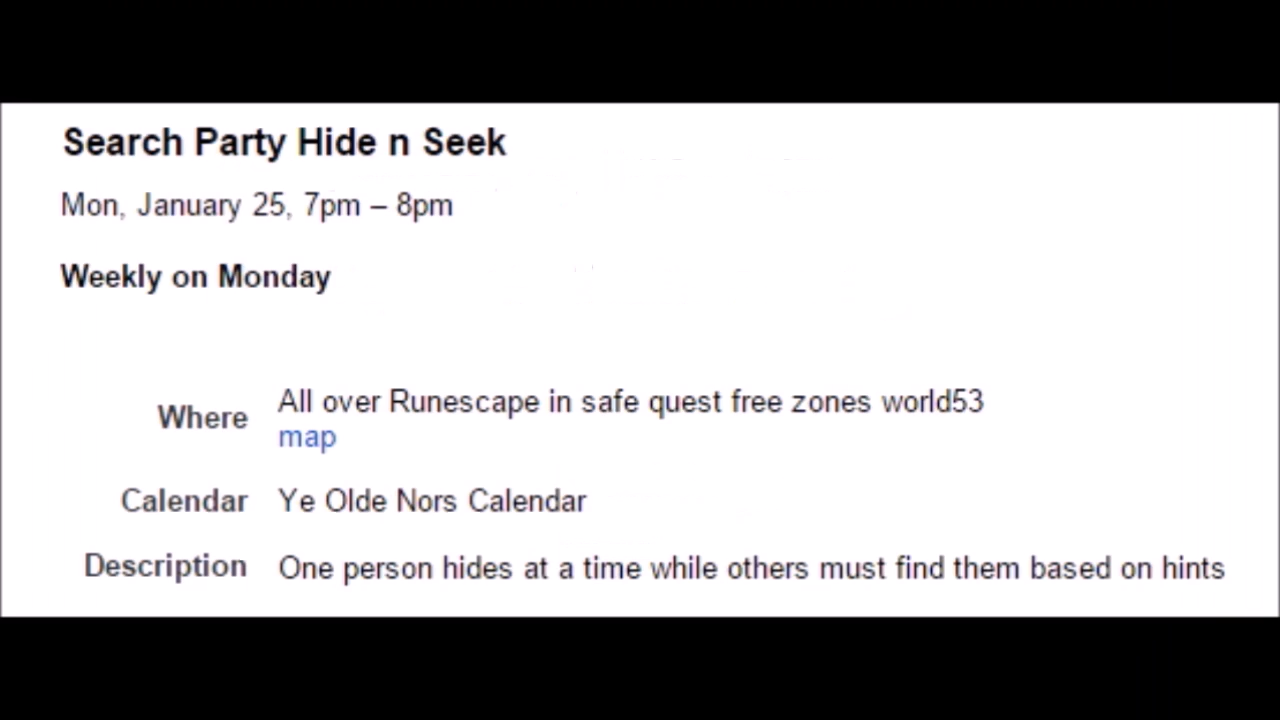 Search Party Hide n Seek
Mon, January 25, 7pm – 8pm
Weekly on Monday
Where All over Runescape in safe quest free zones world53
map
Calendar Ye Olde Nors Calendar
Description One person hides at a time while others must find them based on hints